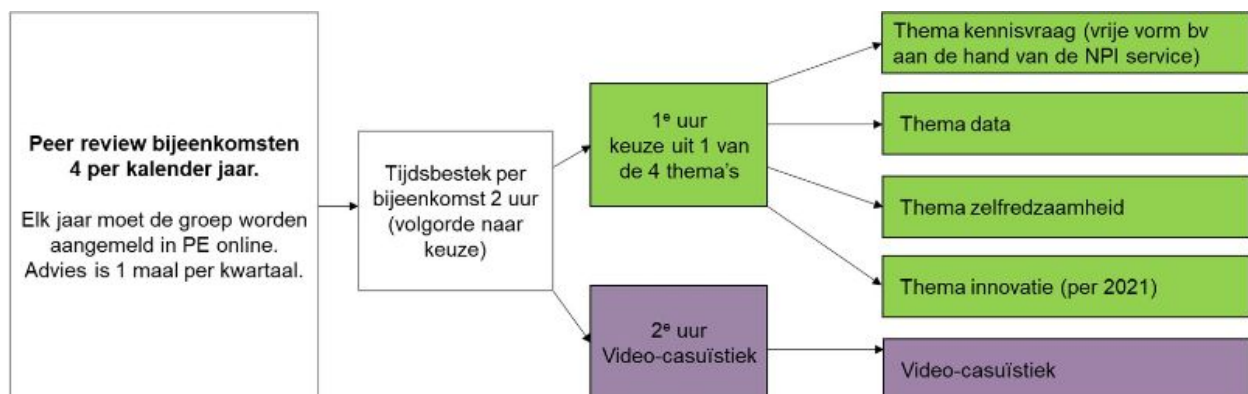 Peer review bijeenkomsten
4 per kalender jaar.
Elk jaar moet de groep worden
aangemeld in PE online.
Advies is 1 maal per kwartaal.
Tijdsbestek per
bijeenkomst 2 uur
(volgorde naar
keuze)
1e uur
keuze uit 1 van
de 4 thema's
2e uur
Video-casuïstiek
Thema kennisvraag (vrije vorm bv
aan de hand van de NPI service)
Thema data
Thema zelfredzaamheid
Thema innovatie (per 2021)
Video-casuïstiek